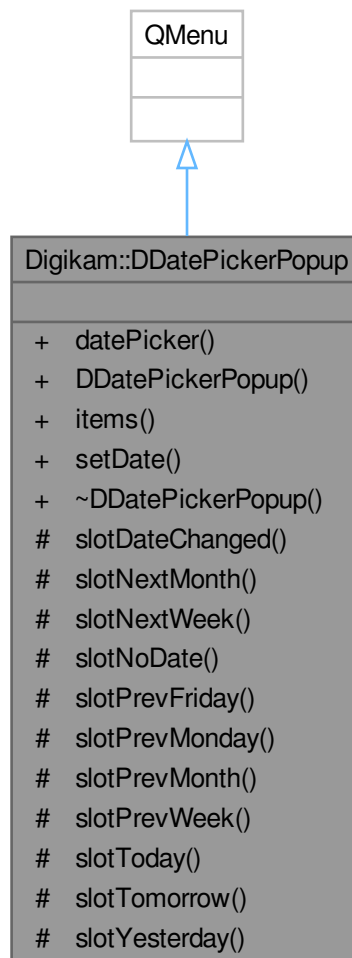 QMenu
Digikam::DDatePickerPopup
+ datePicker()
+ DDatePickerPopup()
+ items()
+ setDate()
+ ~DDatePickerPopup()
# slotDateChanged()
# slotNextMonth()
# slotNextWeek()
# slotNoDate()
# slotPrevFriday()
# slotPrevMonday()
# slotPrevMonth()
# slotPrevWeek()
# slotToday()
# slotTomorrow()
# slotYesterday()